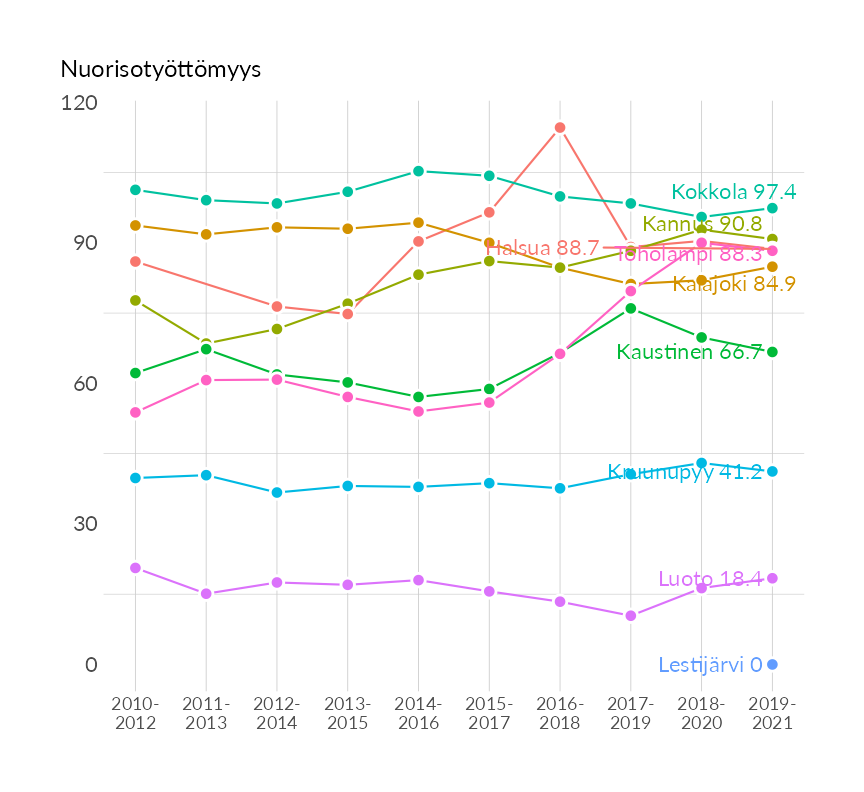 Nuorisotyöttömyys
120
90
60
30
0
Kokkola 97.4
Kannus 90.8
Halsua 88.7
Toholampi 88.3
Kalajoki 84.9
Kaustinen 66.7
Kruunupyy 41.2
Luoto 18.4
Lestijärvi 0
2010-
2012
2011-
2013
2012-
2014
2013-
2015
2014-
2016
2015-
2017
2016-
2018
2017-
2019
2018-
2020
2019-
2021